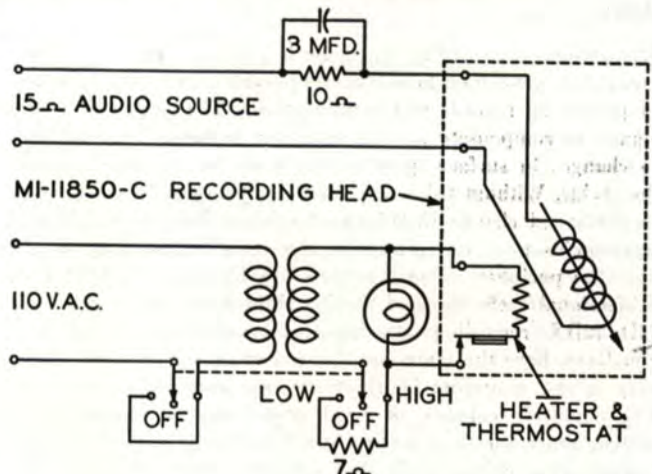 3 MFD.
10Ω
15Ω AUDIO SOURCE
MI-11850-C RECORDING HEAD
110 V.A.C.
LOW
HIGH
OFF
OFF
7Ω
HEATER &
THERMOSTAT